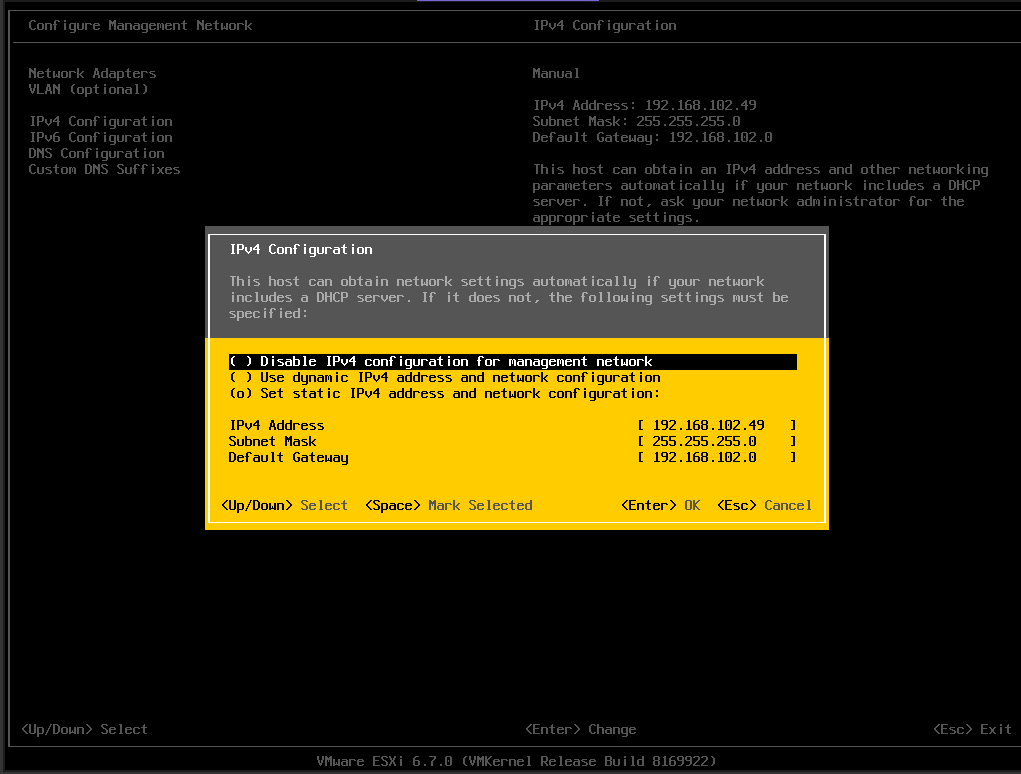 Configure Management Network
IPv4 Configuration
Network Adapters
VLAN (optional)
IPv4 Configuration
IPv6 Configuration
DNS Configuration
Custom DNS Suffixes
Manual
IPv4 Address: 192.168.102.49
Subnet Mask: 255.255.255.0
Default Gateway: 192.168.102.0
This host can obtain an IPv4 address and other networking
parameters automatically if your network includes a DHCP
server. If not, ask your network administrator for the
appropriate settings.
IPv4 Configuration
This host can obtain network settings automatically if your network
includes a DHCP server. If it does not, the following settings must be
specified:
( ) Disable IPv4 configuration for management network
( ) Use dynamic IPv4 address and network configuration
(o) Set static IPv4 address and network configuration:
IPv4 Address [ 192.168.102.49 ]
Subnet Mask [ 255.255.255.0 ]
Default Gateway [ 192.168.102.0 ]
<Up/Down> Select <Space> Mark Selected <Enter> OK <Esc> Cancel
<Up/Down> Select <Enter> Change <Esc> Exit
VMware ESXi 6.7.0 (VMKernel Release Build 8169922)